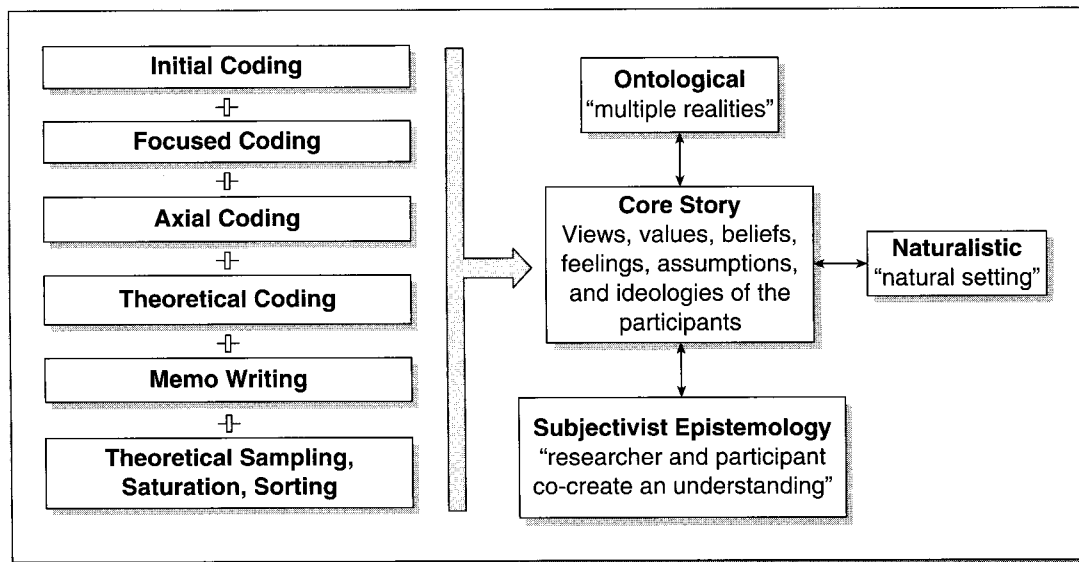 Initial Coding
Focused Coding
Axial Coding
Theoretical Coding
Memo Writing
Theoretical Sampling,
Saturation, Sorting
Ontological
“multiple realities”
Core Story
Views, values, beliefs,
feelings, assumptions,
and ideologies of the
participants
Naturalistic
“natural setting”
Subjectivist Epistemology
“researcher and participant
co-create an understanding”